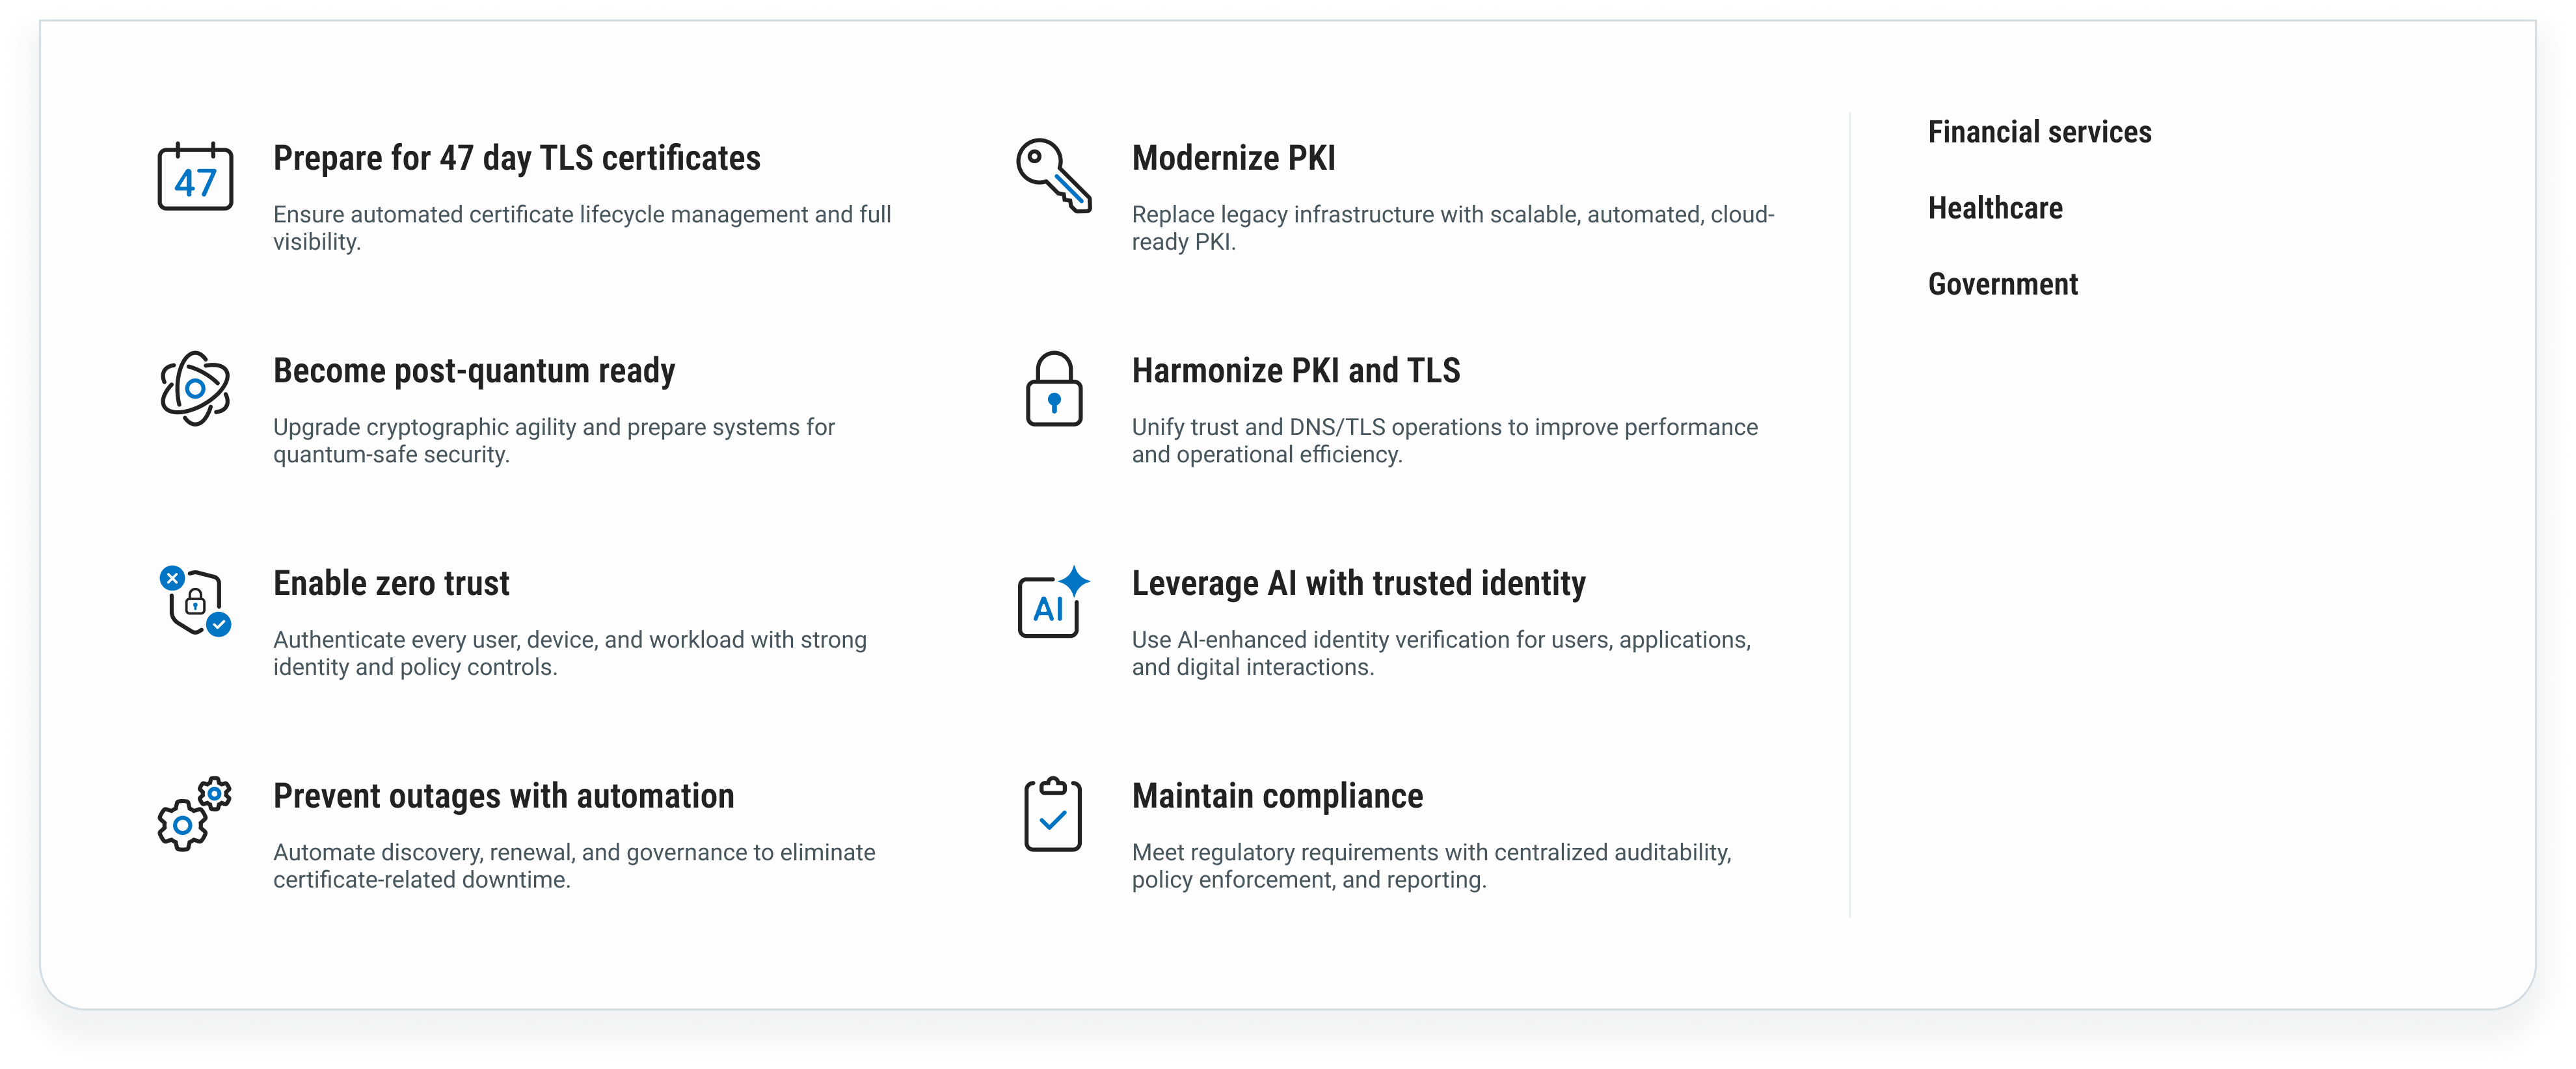 47
Prepare for 47 day TLS certificates
Ensure automated certificate lifecycle management and full
visibility.
Become post-quantum ready
Upgrade cryptographic agility and prepare systems for
quantum-safe security.
Enable zero trust
Authenticate every user, device, and workload with strong
identity and policy controls.
Prevent outages with automation
Automate discovery, renewal, and governance to eliminate
certificate-related downtime.
Modernize PKI
Replace legacy infrastructure with scalable, automated, cloud-
ready PKI.
Harmonize PKI and TLS
Unify trust and DNS/TLS operations to improve performance
and operational efficiency.
AI
Leverage AI with trusted identity
Use AI-enhanced identity verification for users, applications,
and digital interactions.
Maintain compliance
Meet regulatory requirements with centralized auditability,
policy enforcement, and reporting.
Financial services
Healthcare
Government